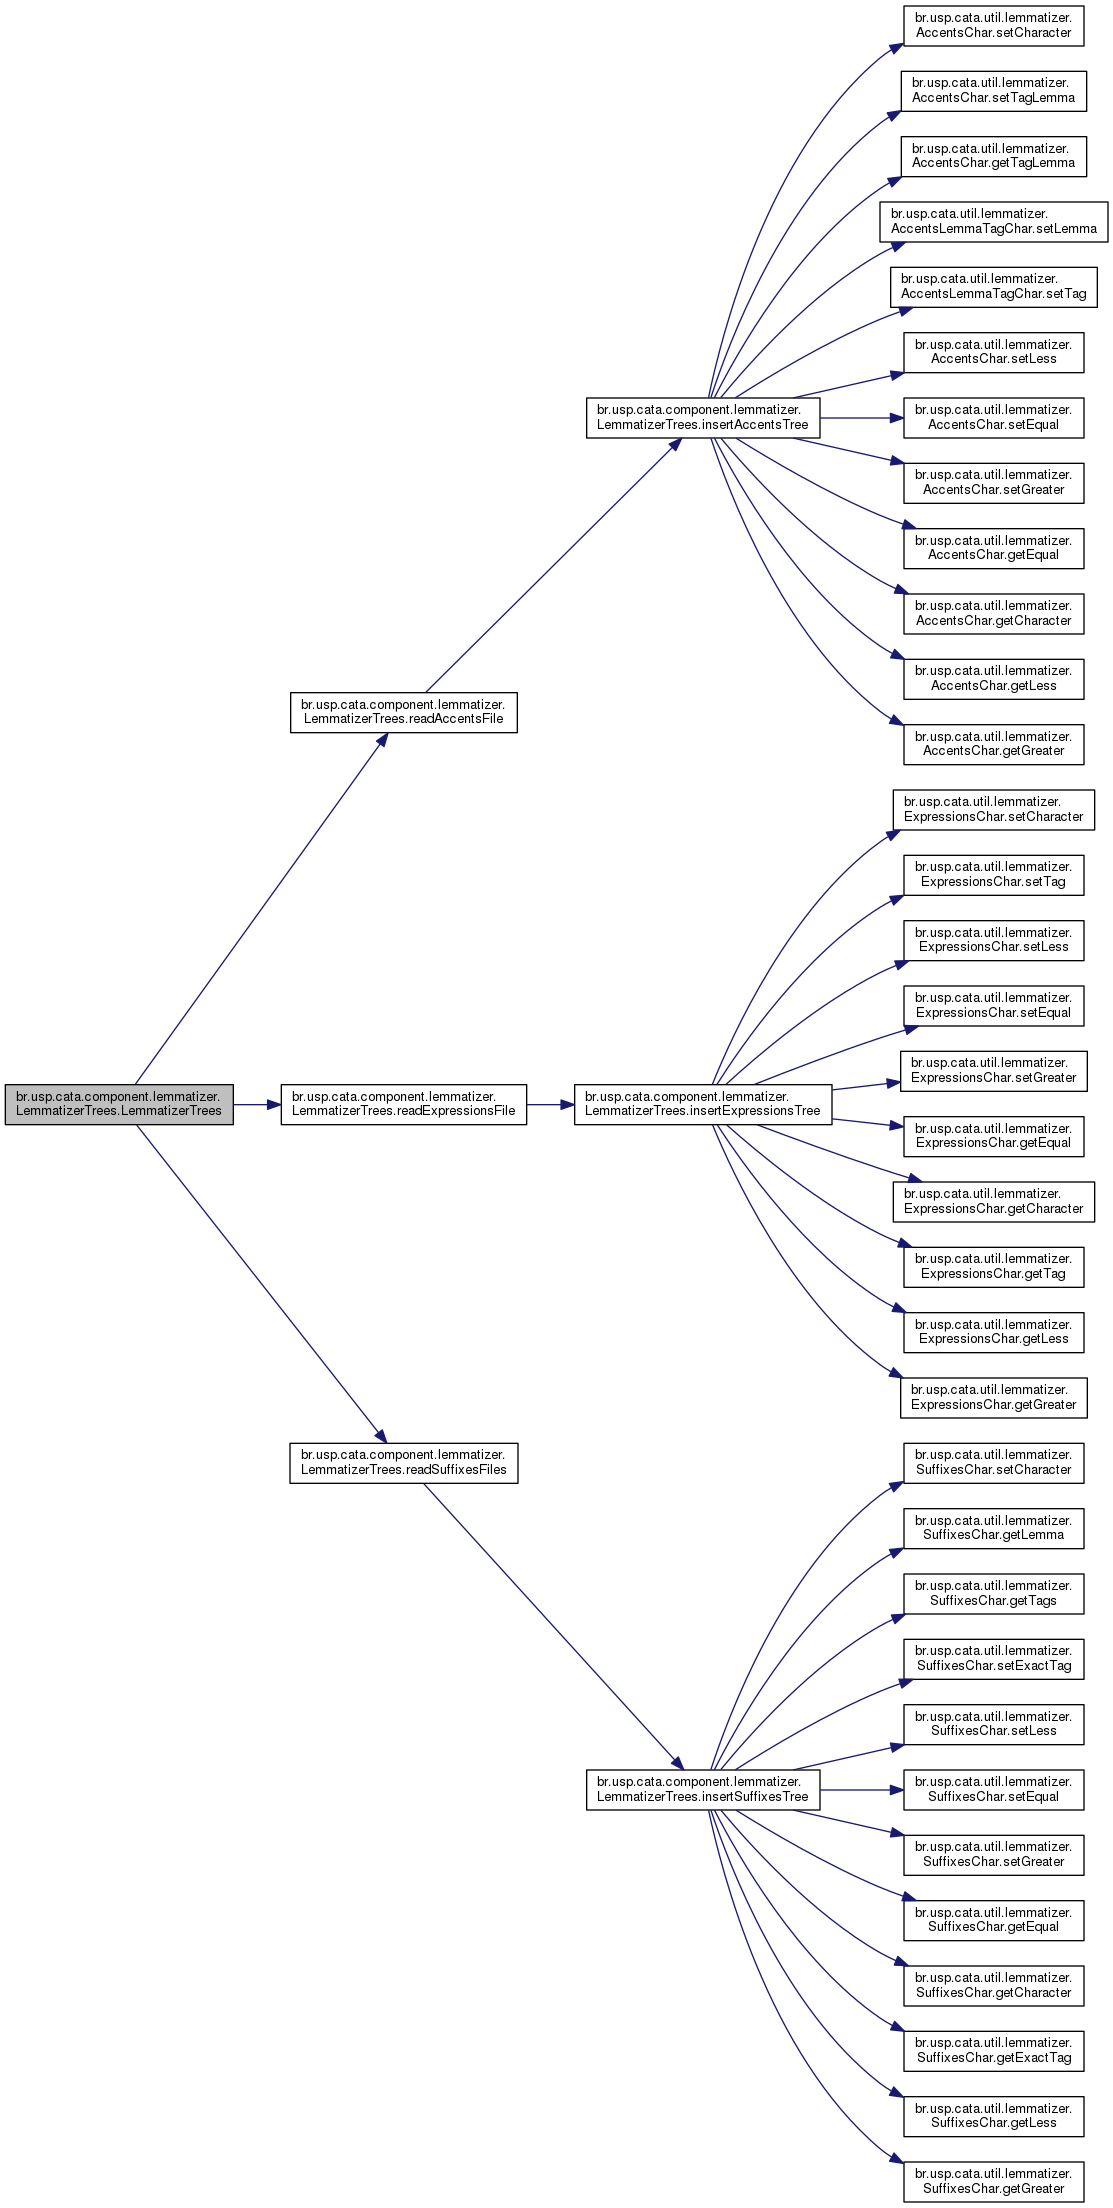 br.usp.cata.util.lemmatizer.
AccentsChar.setCharacter
br.usp.cata.util.lemmatizer.
AccentsChar.setTagLemma
br.usp.cata.util.lemmatizer.
AccentsChar.getTagLemma
br.usp.cata.util.lemmatizer.
AccentsLemmaTagChar.setLemma
br.usp.cata.util.lemmatizer.
AccentsLemmaTagChar.setTag
br.usp.cata.util.lemmatizer.
AccentsChar.setLess
br.usp.cata.component.lemmatizer.
LemmatizerTrees.insertAccentsTree
br.usp.cata.util.lemmatizer.
AccentsChar.setEqual
br.usp.cata.util.lemmatizer.
AccentsChar.setGreater
br.usp.cata.util.lemmatizer.
AccentsChar.getEqual
br.usp.cata.util.lemmatizer.
AccentsChar.getCharacter
br.usp.cata.util.lemmatizer.
AccentsChar.getLess
br.usp.cata.component.lemmatizer.
LemmatizerTrees.readAccentsFile
br.usp.cata.util.lemmatizer.
AccentsChar.getGreater
br.usp.cata.util.lemmatizer.
ExpressionsChar.setCharacter
br.usp.cata.util.lemmatizer.
ExpressionsChar.setTag
br.usp.cata.util.lemmatizer.
ExpressionsChar.setLess
br.usp.cata.util.lemmatizer.
ExpressionsChar.setEqual
br.usp.cata.util.lemmatizer.
ExpressionsChar.setGreater
br.usp.cata.component.lemmatizer.
LemmatizerTrees.LemmatizerTrees
br.usp.cata.component.lemmatizer.
LemmatizerTrees.readExpressionsFile
br.usp.cata.component.lemmatizer.
LemmatizerTrees.insertExpressionsTree
br.usp.cata.util.lemmatizer.
ExpressionsChar.getEqual
br.usp.cata.util.lemmatizer.
ExpressionsChar.getCharacter
br.usp.cata.util.lemmatizer.
ExpressionsChar.getTag
br.usp.cata.util.lemmatizer.
ExpressionsChar.getLess
br.usp.cata.util.lemmatizer.
ExpressionsChar.getGreater
br.usp.cata.component.lemmatizer.
LemmatizerTrees.readSuffixesFiles
br.usp.cata.util.lemmatizer.
SuffixesChar.setCharacter
br.usp.cata.util.lemmatizer.
SuffixesChar.getLemma
br.usp.cata.util.lemmatizer.
SuffixesChar.getTags
br.usp.cata.util.lemmatizer.
SuffixesChar.setExactTag
br.usp.cata.util.lemmatizer.
SuffixesChar.setLess
br.usp.cata.component.lemmatizer.
LemmatizerTrees.insertSuffixesTree
br.usp.cata.util.lemmatizer.
SuffixesChar.setEqual
br.usp.cata.util.lemmatizer.
SuffixesChar.setGreater
br.usp.cata.util.lemmatizer.
SuffixesChar.getEqual
br.usp.cata.util.lemmatizer.
SuffixesChar.getCharacter
br.usp.cata.util.lemmatizer.
SuffixesChar.getExactTag
br.usp.cata.util.lemmatizer.
SuffixesChar.getLess
br.usp.cata.util.lemmatizer.
SuffixesChar.getGreater